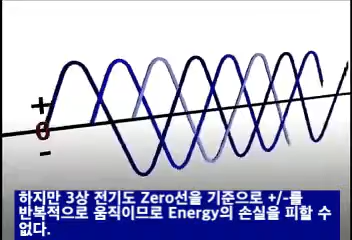 +
0
-
하지만 3상 전기도 Zero선을 기준으로 +/-를
반복적으로 움직이므로 Energy의 손실을 피할 수
없다.